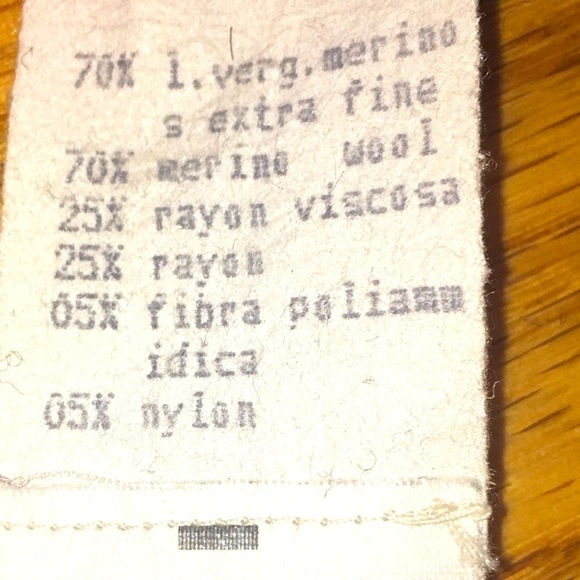 70% l.verg.merino
s extra fine
70% merino wool
25% rayon viscosa
25% rayon
05% fibra poliamm
idica
05% nylon